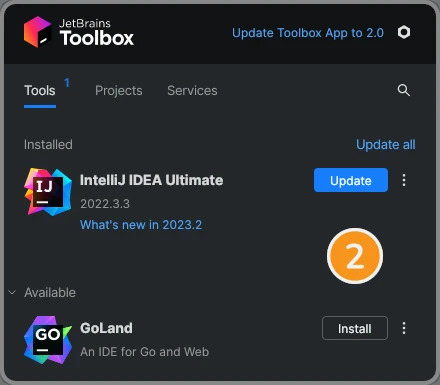 JetBrains
Toolbox
Update Toolbox App to 2.0
Tools 1
Projects
Services
Installed
Update all
IJ
IntelliJ IDEA Ultimate
Update
2022.3.3
What's new in 2023.2
2
Available
GO
GoLand
Install
An IDE for Go and Web